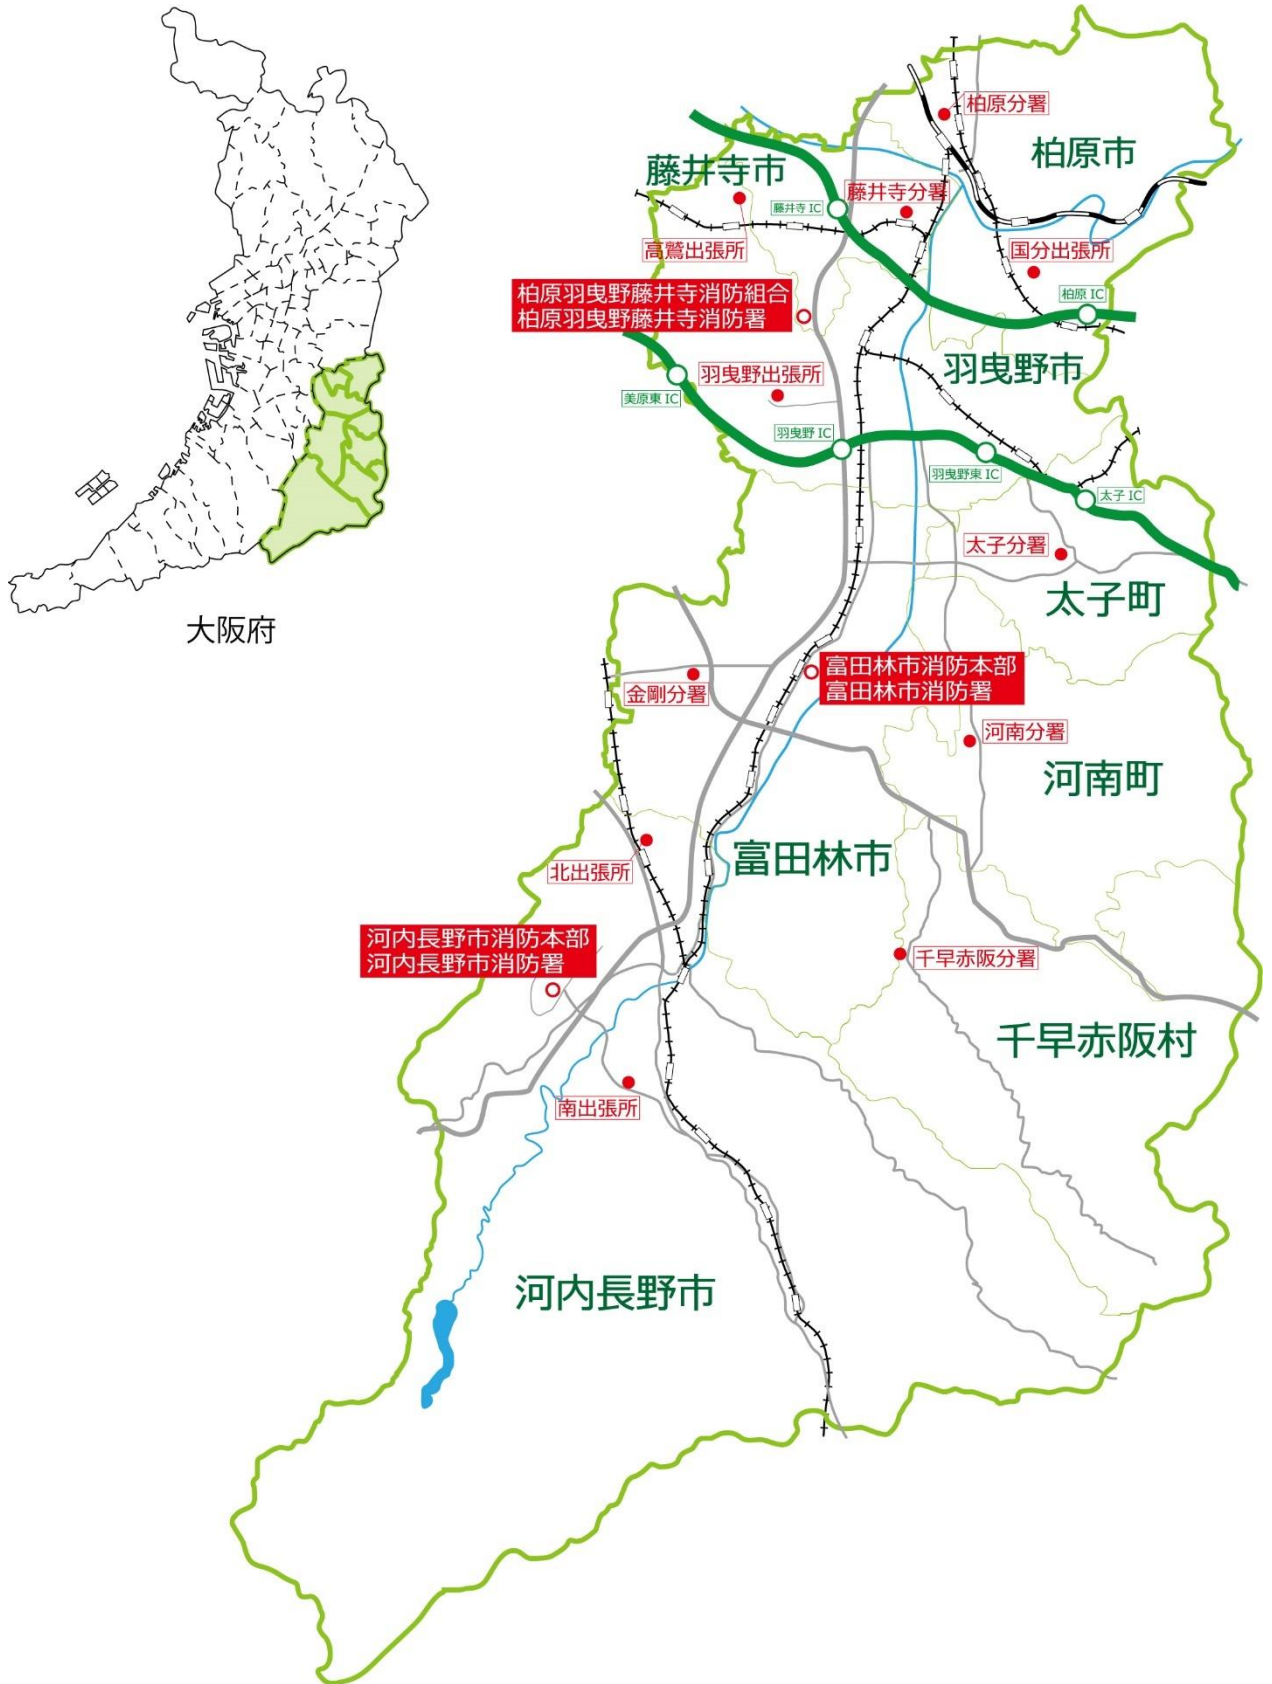 大阪府
柏原分署
柏原市
藤井寺市
藤井寺分署
藤井寺 IC
高鷲出張所
国分出張所
柏原 IC
柏原羽曳野藤井寺消防組合
柏原羽曳野藤井寺消防署
羽曳野市
羽曳野出張所
美原東 IC
羽曳野 IC
羽曳野東 IC
太子 IC
太子分署
太子町
富田林市消防本部
富田林市消防署
金剛分署
河南分署
河南町
富田林市
北出張所
河内長野市消防本部
河内長野市消防署
千早赤阪分署
千早赤阪村
南出張所
河内長野市